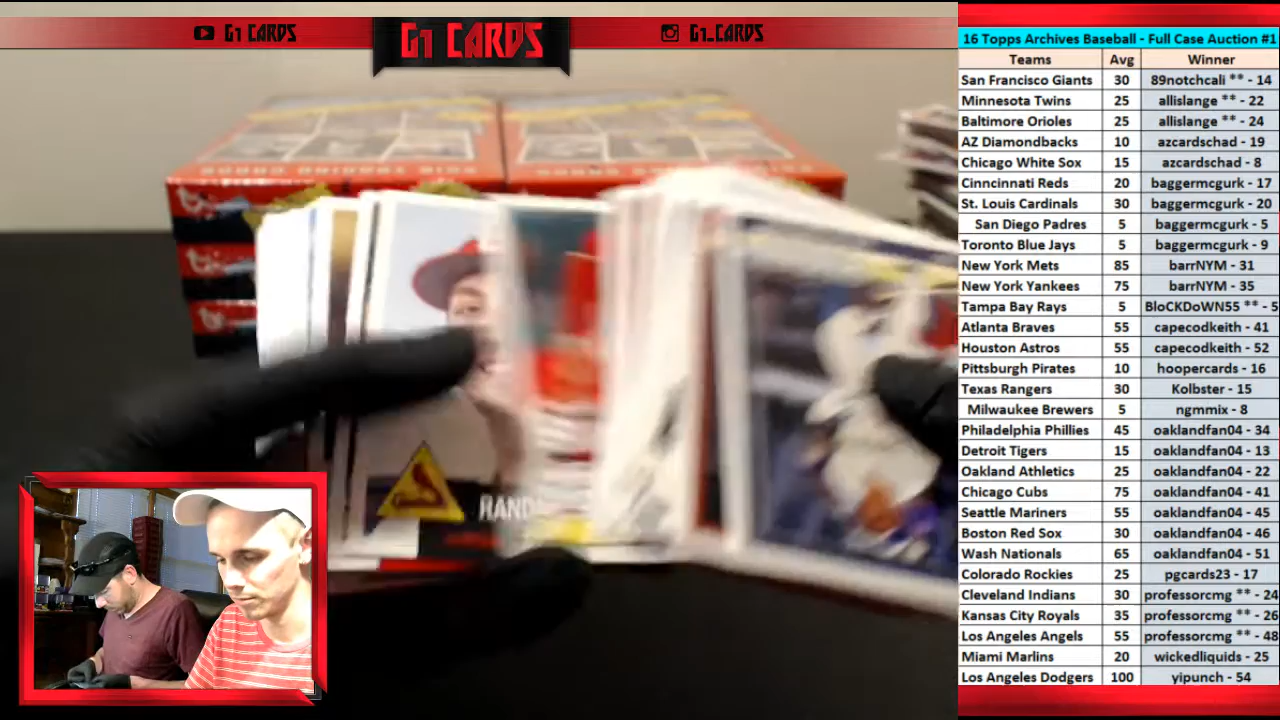 G1 CARDS
G1 CARDS
G1_CARDS
RAND
16 Topps Archives Baseball - Full Case Auction #1
Teams Avg Winner
San Francisco Giants 30 89notchcali ** - 14
Minnesota Twins 25 allislange ** - 22
Baltimore Orioles 25 allislange ** - 24
AZ Diamondbacks 10 azcardschad - 19
Chicago White Sox 15 azcardschad - 8
Cinncinnati Reds 20 baggermcgurk - 17
St. Louis Cardinals 30 baggermcgurk - 20
San Diego Padres 5 baggermcgurk - 5
Toronto Blue Jays 5 baggermcgurk - 9
New York Mets 85 barrNYM - 31
New York Yankees 75 barrNYM - 35
Tampa Bay Rays 5 BloCKDoWN55 ** - 5
Atlanta Braves 55 capecodkeith - 41
Houston Astros 55 capecodkeith - 52
Pittsburgh Pirates 10 hoopercards - 16
Texas Rangers 30 Kolbster - 15
Milwaukee Brewers 5 ngmmix - 8
Philadelphia Phillies 45 oaklandfan04 - 34
Detroit Tigers 15 oaklandfan04 - 13
Oakland Athletics 25 oaklandfan04 - 22
Chicago Cubs 75 oaklandfan04 - 41
Seattle Mariners 55 oaklandfan04 - 45
Boston Red Sox 30 oaklandfan04 - 46
Wash Nationals 65 oaklandfan04 - 51
Colorado Rockies 25 pgcards23 - 17
Cleveland Indians 30 professorcmg ** - 24
Kansas City Royals 35 professorcmg ** - 26
Los Angeles Angels 55 professorcmg ** - 48
Miami Marlins 20 wickedliquids - 25
Los Angeles Dodgers 100 yipunch - 54